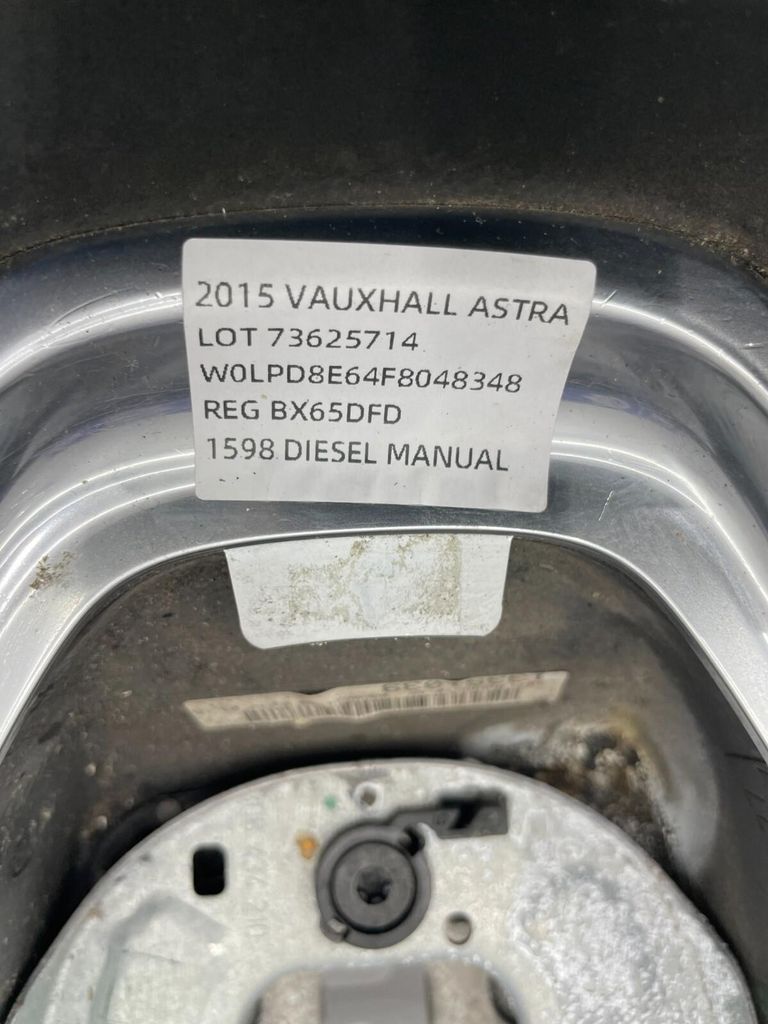 2015 VAUXHALL ASTRA
LOT 73625714
W0LPD8E64F8048348
REG BX65DFD
1598 DIESEL MANUAL